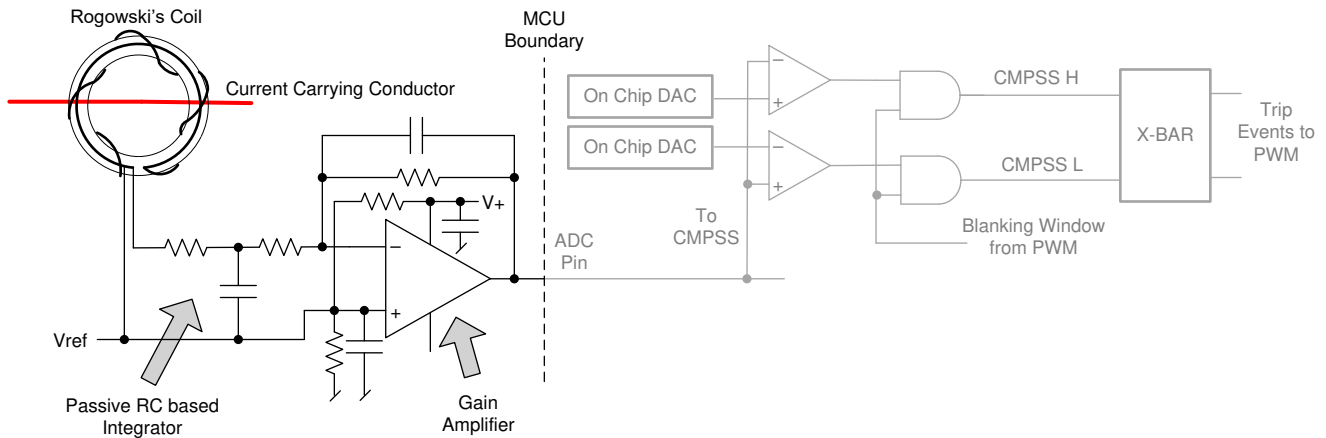 Rogowski's Coil
Current Carrying Conductor
MCU
Boundary
On Chip DAC
On Chip DAC
−
+
−
+
CMPSS H
CMPSS L
X-BAR
Trip
Events to
PWM
Blanking Window
from PWM
To
CMPSS
ADC
Pin
V+
−
+
Vref
Passive RC based
Integrator
Gain
Amplifier